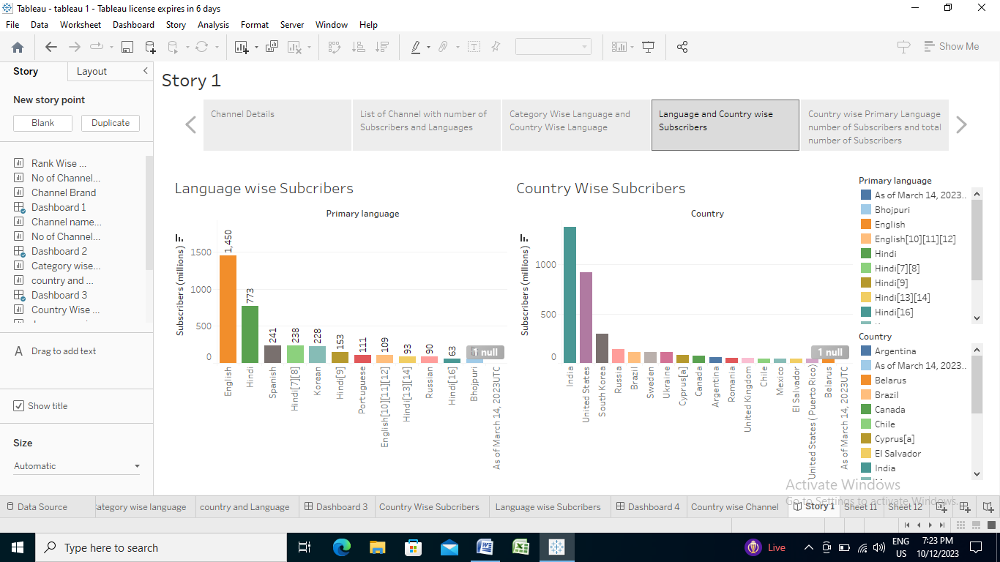 Tableau - tableau 1 - Tableau license expires in 6 days
File Data Worksheet Dashboard Story Analysis Format Server Window Help
Show Me
Story Layout
New story point
Blank Duplicate
Rank Wise ...
No of Channel...
Channel Brand
Dashboard 1
Channel name...
No of Channel...
Dashboard 2
Category wise...
country and ...
Dashboard 3
Country Wise ...
A Drag to add text
Show title
Size
Automatic
Story 1
Channel Details
List of Channel with number of
Subscribers and Languages
Category Wise Language and
Country Wise Language
Language and Country wise
Subscribers
Country wise Primary Language
number of Subscribers and total
number of Subscribers
Language wise Subcribers
Primary language
Subscribers (millions)
1500
1000
500
0
1,450
773
241
238
228
153
111
109
93
90
63
1 null
English
Hindi
Spanish
Hindi[7][8]
Korean
Hindi[9]
Portuguese
English[10][11][12]
Hindi[13][14]
Russian
Hindi[16]
Bhojpuri
As of March 14, 2023UTC
Country Wise Subcribers
Country
Subscribers (millions)
1000
500
0
1 null
India
United States
South Korea
Russia
Brazil
Sweden
Ukraine
Cyprus[a]
Canada
Argentina
Romania
United Kingdom
Chile
Mexico
El Salvador
United States ( Puerto Rico)
Belarus
As of March 14, 2023UTC
Primary language
As of March 14, 2023..
Bhojpuri
English
English[10][11][12]
Hindi
Hindi[7][8]
Hindi[9]
Hindi[13][14]
Hindi[16]
Country
Argentina
As of March 14, 2023..
Belarus
Brazil
Canada
Chile
Cyprus[a]
El Salvador
India
Activate Windows
Go to Settings to activate Windows.
Data Source ategory wise language country and Language Dashboard 3 Country Wise Subcribers Language wise Subcribers Dashboard 4 Country wise Channel Story 1 Sheet 11 Sheet 12
Type here to search
Live
ENG
US
7:23 PM
10/12/2023